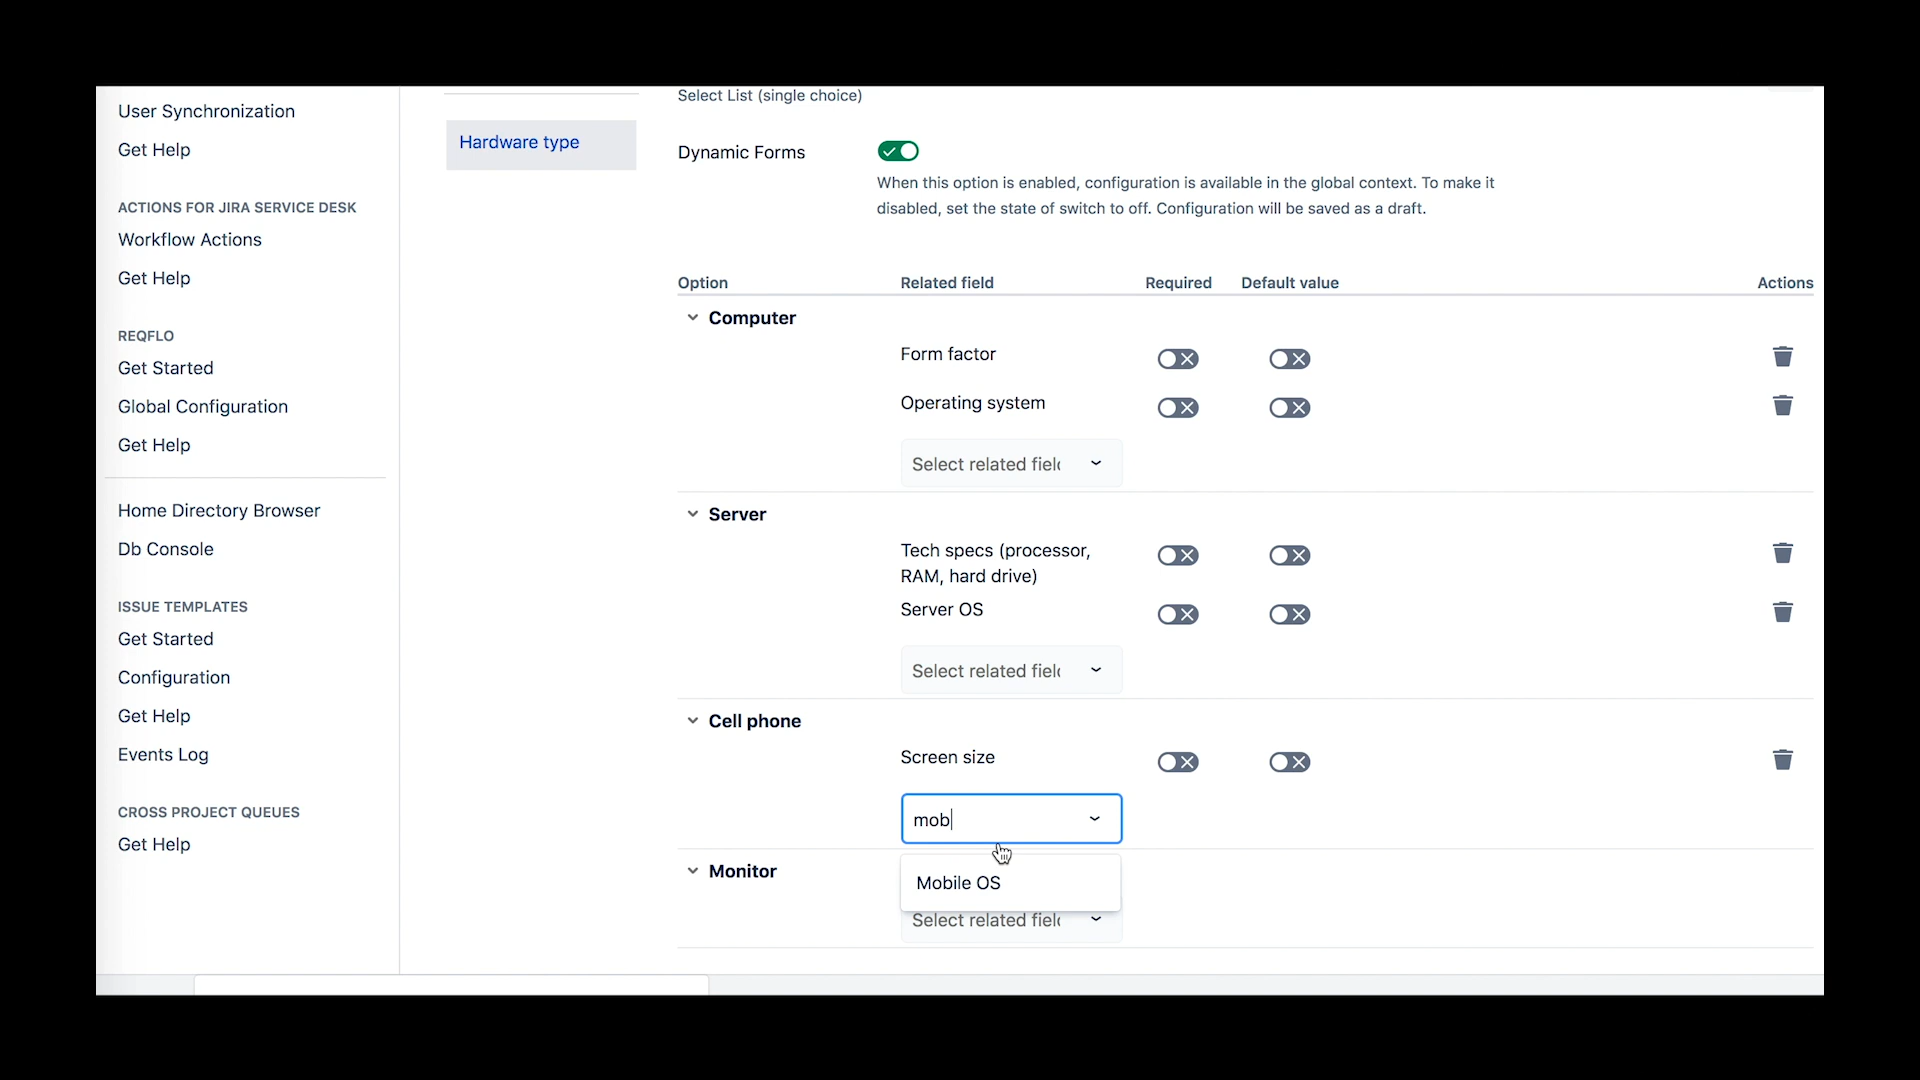 User Synchronization
Get Help
ACTIONS FOR JIRA SERVICE DESK
Workflow Actions
Get Help
REQFLO
Get Started
Global Configuration
Get Help
Home Directory Browser
Db Console
ISSUE TEMPLATES
Get Started
Configuration
Get Help
Events Log
CROSS PROJECT QUEUES
Get Help
Hardware type
Select List (single choice)
Dynamic Forms
When this option is enabled, configuration is available in the global context. To make it
disabled, set the state of switch to off. Configuration will be saved as a draft.
Option Related field Required Default value Actions
Computer
Form factor
Operating system
Select related fiel
Server
Tech specs (processor,
RAM, hard drive)
Server OS
Select related fiel
Cell phone
Screen size
mob
Mobile OS
Monitor
Select related fiel